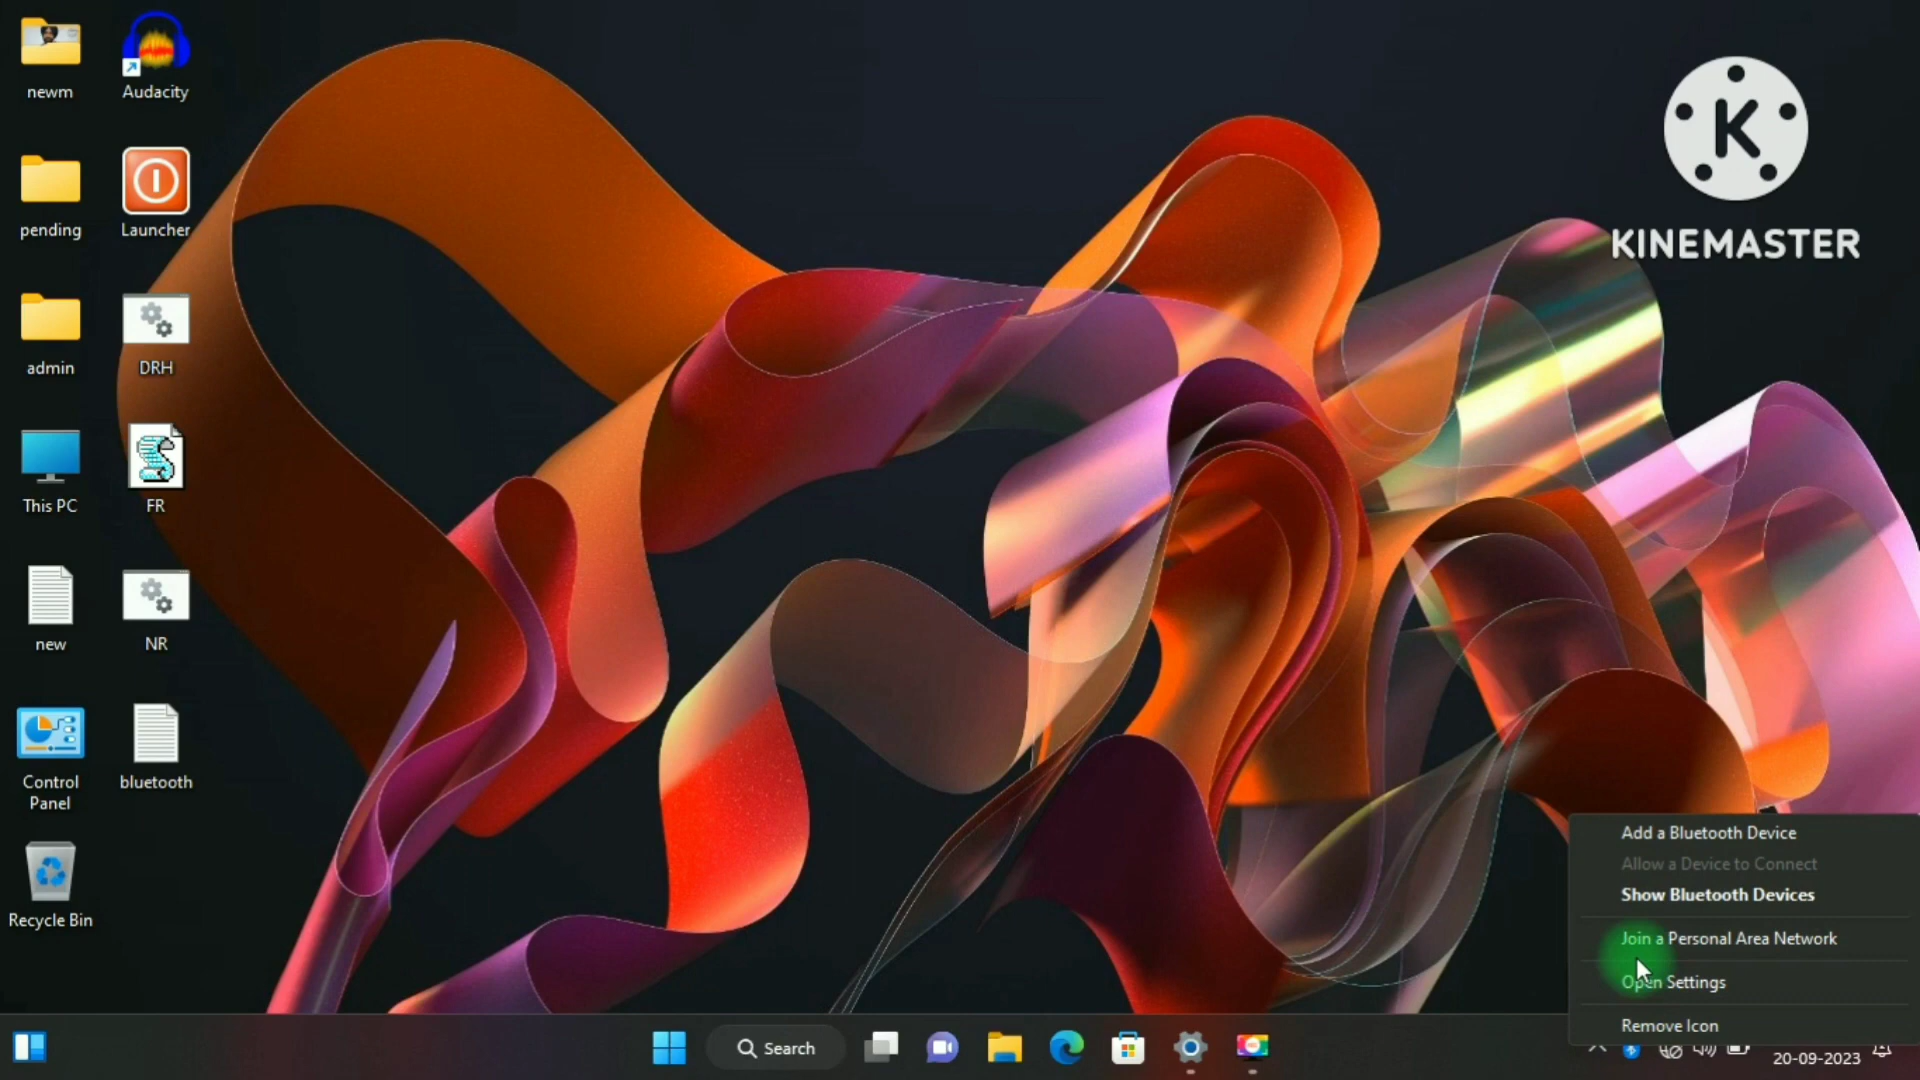 newm
Audacity
K
KINEMASTER
pending
Launcher
admin
DRH
This PC
FR
new
NR
Control
Panel
bluetooth
Recycle Bin
Add a Bluetooth Device
Allow a Device to Connect
Show Bluetooth Devices
Join a Personal Area Network
Open Settings
Remove Icon
Search
20-09-2023